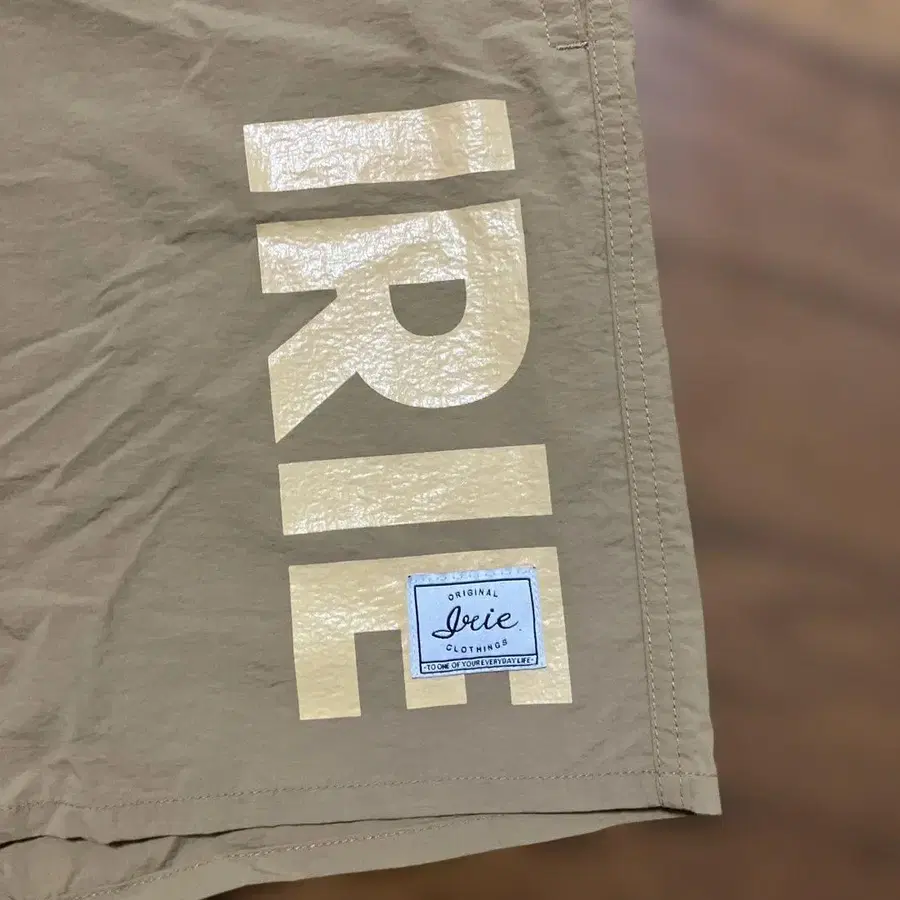 IRIE
ORIGINAL
Irie
CLOTHINGS
-TO ONE OF YOUR EVERYDAY LIFE-